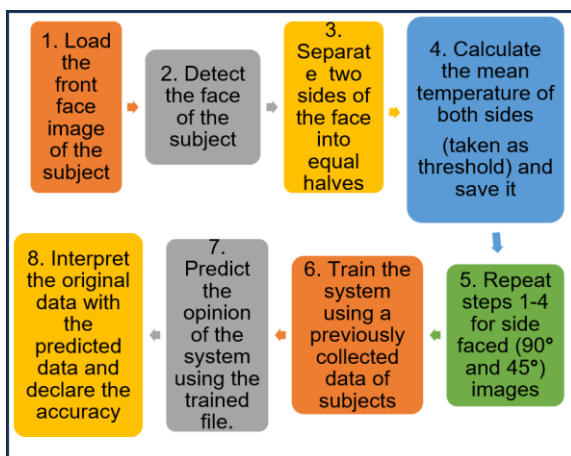 1. Load
the
front
face
image
of the
subject
2. Detect
the face
of the
subject
3.
Separat
e two
sides of
the face
into
equal
halves
4. Calculate
the mean
temperature of
both sides
(taken as
threshold) and
save it
5. Repeat
steps 1-4
for side
faced (90°
and 45°)
images
6. Train the
system
using a
previously
collected
data of
subjects
7.
Predict
the
opinion
of the
system
using the
trained
file.
8. Interpret
the original
data with
the
predicted
data and
declare the
accuracy